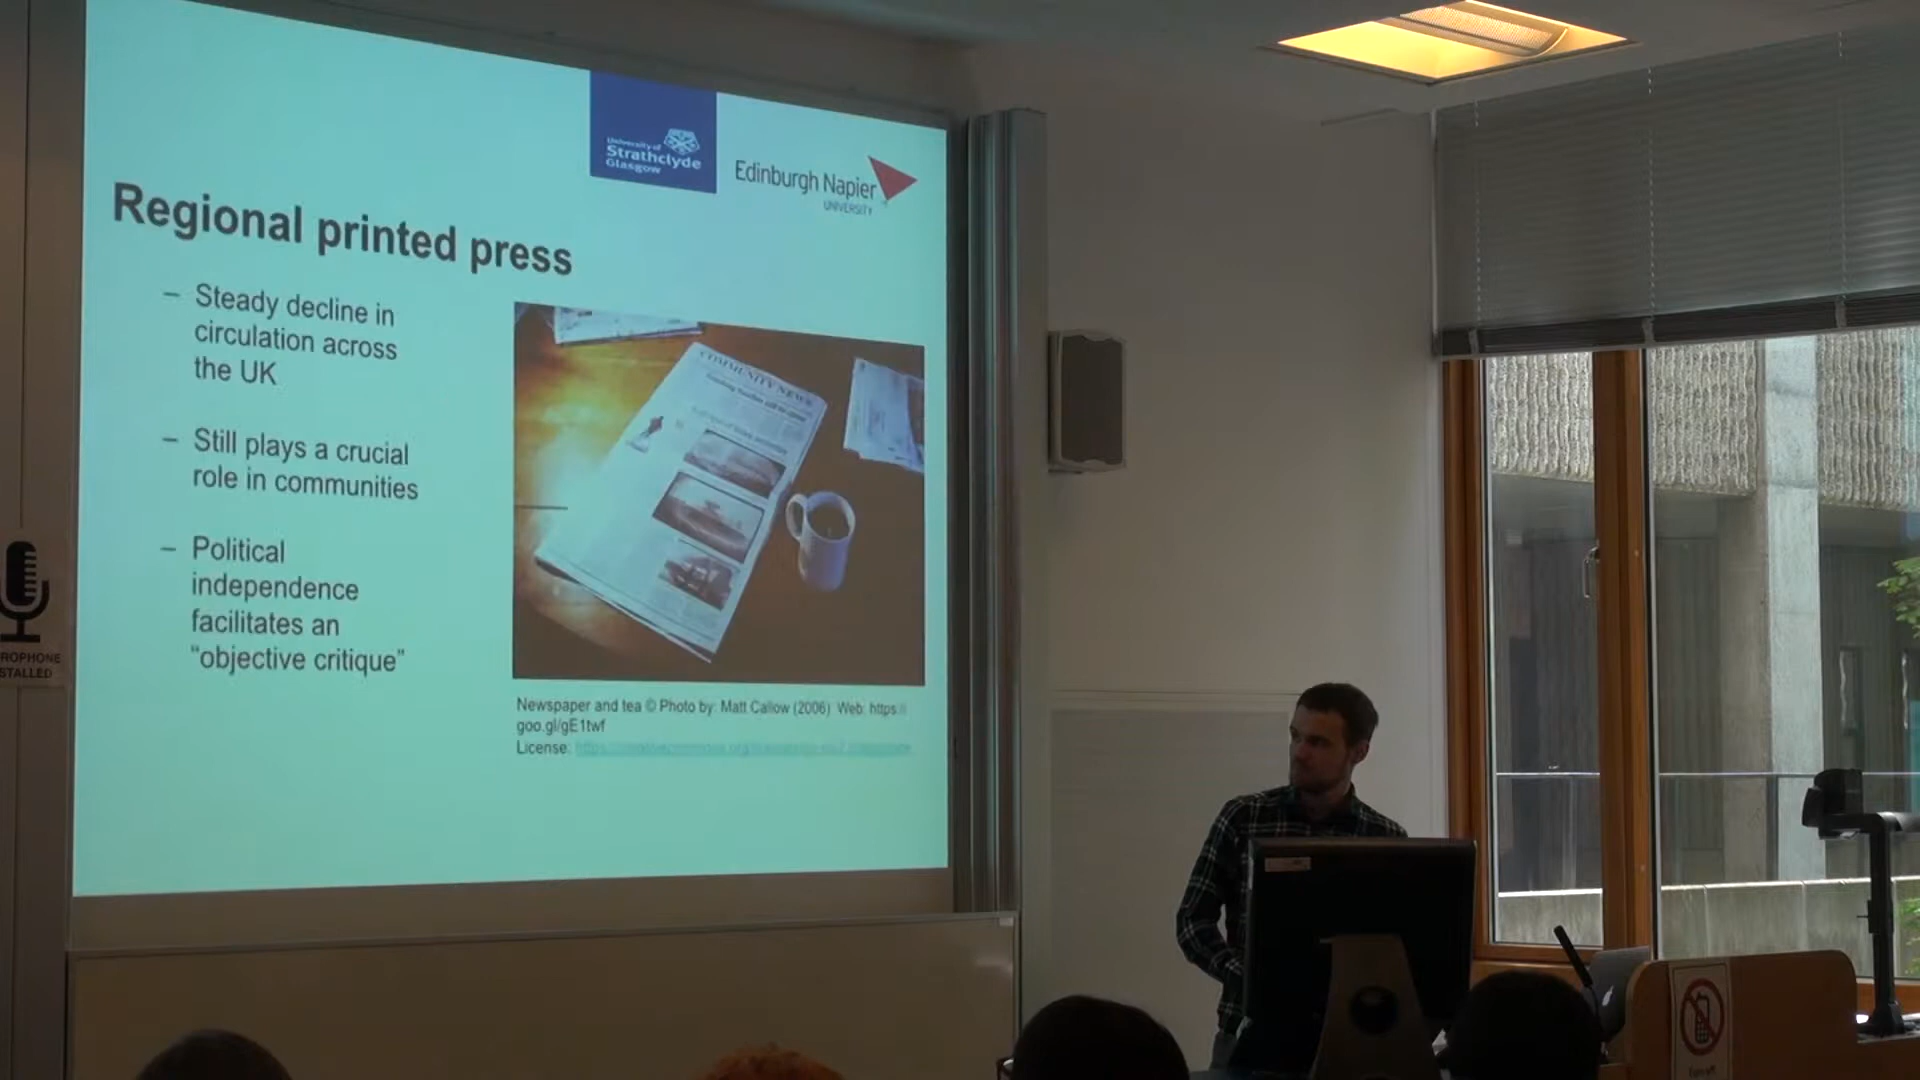 University of
Strathclyde
Glasgow
Edinburgh Napier
UNIVERSITY
Regional printed press
– Steady decline in
circulation across
the UK
– Still plays a crucial
role in communities
– Political
independence
facilitates an
“objective critique”
COMMUNITY NEWS
Newspaper and tea © Photo by: Matt Callow (2006) Web: https://
goo.gl/gE1twf
License:
ROPHONE
STALLED